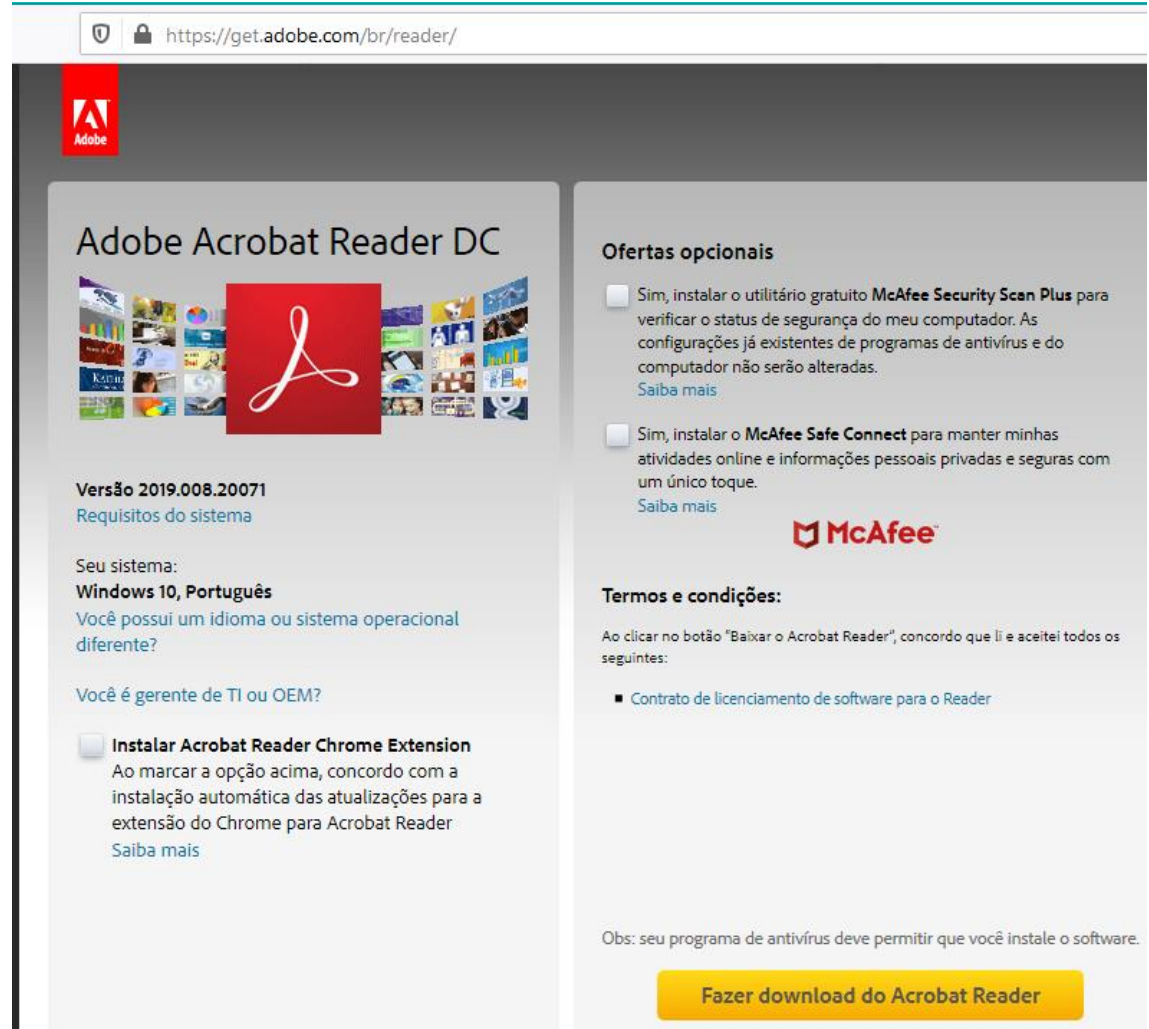 https://get.adobe.com/br/reader/
Adobe
Adobe Acrobat Reader DC
Versão 2019.008.20071
Requisitos do sistema
Seu sistema:
Windows 10, Português
Você possui um idioma ou sistema operacional
diferente?
Você é gerente de TI ou OEM?
Instalar Acrobat Reader Chrome Extension
Ao marcar a opção acima, concordo com a
instalação automática das atualizações para a
extensão do Chrome para Acrobat Reader
Saiba mais
Ofertas opcionais
Sim, instalar o utilitário gratuito McAfee Security Scan Plus para
verificar o status de segurança do meu computador. As
configurações já existentes de programas de antivírus e do
computador não serão alteradas.
Saiba mais
Sim, instalar o McAfee Safe Connect para manter minhas
atividades online e informações pessoais privadas e seguras com
um único toque.
Saiba mais
McAfee
Termos e condições:
Ao clicar no botão "Baixar o Acrobat Reader", concordo que li e aceitei todos os
seguintes:
Contrato de licenciamento de software para o Reader
Obs: seu programa de antivírus deve permitir que você instale o software.
Fazer download do Acrobat Reader